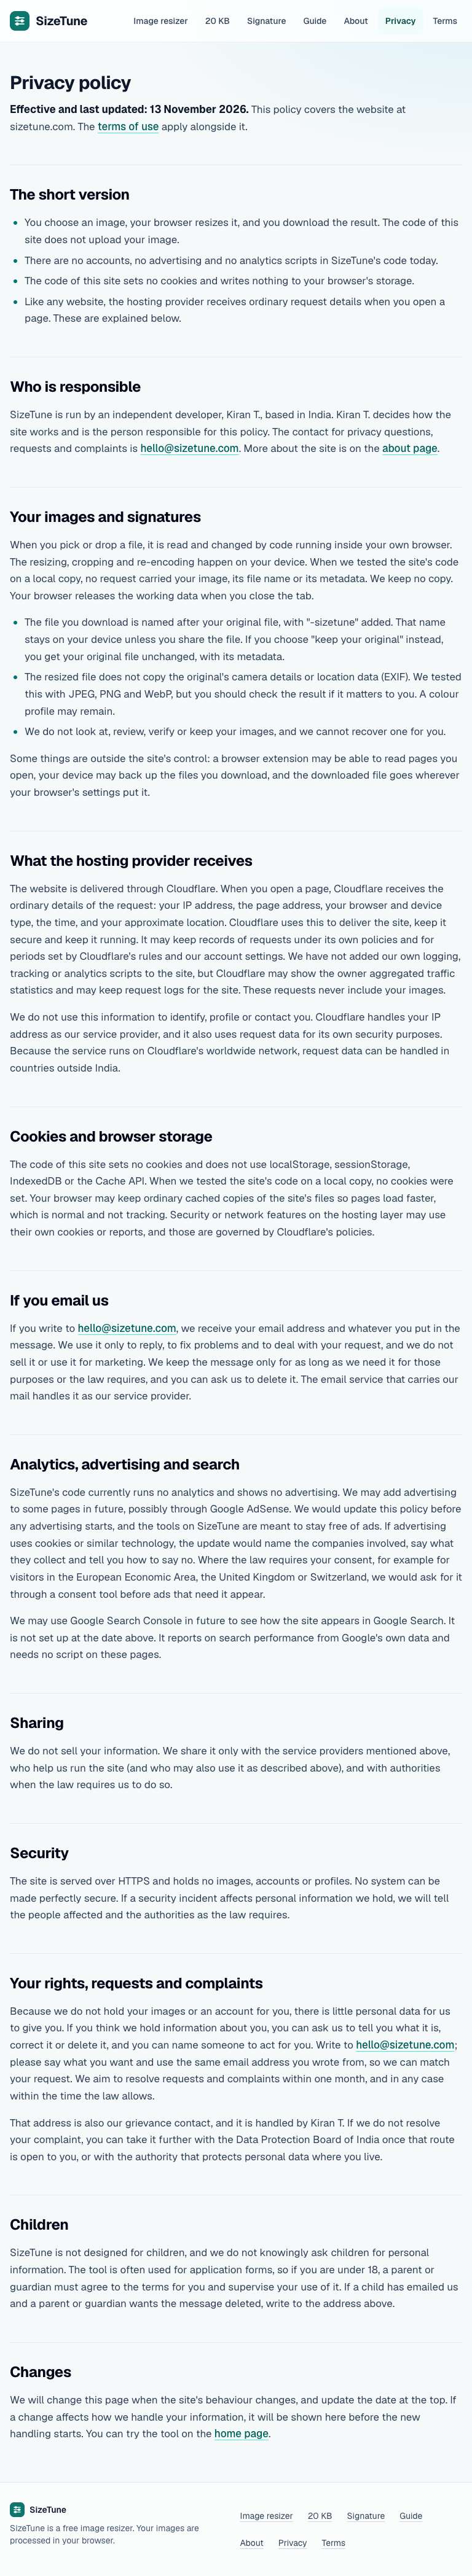 SizeTune
Image resizer 20 KB Signature Guide About Privacy Terms
Privacy policy
Effective and last updated: 13 November 2026. This policy covers the website at
sizetune.com. The terms of use apply alongside it.
The short version
You choose an image, your browser resizes it, and you download the result. The code of this
site does not upload your image.
There are no accounts, no advertising and no analytics scripts in SizeTune's code today.
The code of this site sets no cookies and writes nothing to your browser's storage.
Like any website, the hosting provider receives ordinary request details when you open a
page. These are explained below.
Who is responsible
SizeTune is run by an independent developer, Kiran T., based in India. Kiran T. decides how the
site works and is the person responsible for this policy. The contact for privacy questions,
requests and complaints is hello@sizetune.com. More about the site is on the about page.
Your images and signatures
When you pick or drop a file, it is read and changed by code running inside your own browser.
The resizing, cropping and re-encoding happen on your device. When we tested the site's code
on a local copy, no request carried your image, its file name or its metadata. We keep no copy.
Your browser releases the working data when you close the tab.
The file you download is named after your original file, with "-sizetune" added. That name
stays on your device unless you share the file. If you choose "keep your original" instead,
you get your original file unchanged, with its metadata.
The resized file does not copy the original's camera details or location data (EXIF). We tested
this with JPEG, PNG and WebP, but you should check the result if it matters to you. A colour
profile may remain.
We do not look at, review, verify or keep your images, and we cannot recover one for you.
Some things are outside the site's control: a browser extension may be able to read pages you
open, your device may back up the files you download, and the downloaded file goes wherever
your browser's settings put it.
What the hosting provider receives
The website is delivered through Cloudflare. When you open a page, Cloudflare receives the
ordinary details of the request: your IP address, the page address, your browser and device
type, the time, and your approximate location. Cloudflare uses this to deliver the site, keep it
secure and keep it running. It may keep records of requests under its own policies and for
periods set by Cloudflare's rules and our account settings. We have not added our own logging,
tracking or analytics scripts to the site, but Cloudflare may show the owner aggregated traffic
statistics and may keep request logs for the site. These requests never include your images.
We do not use this information to identify, profile or contact you. Cloudflare handles your IP
address as our service provider, and it also uses request data for its own security purposes.
Because the service runs on Cloudflare's worldwide network, request data can be handled in
countries outside India.
Cookies and browser storage
The code of this site sets no cookies and does not use localStorage, sessionStorage,
IndexedDB or the Cache API. When we tested the site's code on a local copy, no cookies were
set. Your browser may keep ordinary cached copies of the site's files so pages load faster,
which is normal and not tracking. Security or network features on the hosting layer may use
their own cookies or reports, and those are governed by Cloudflare's policies.
If you email us
If you write to hello@sizetune.com, we receive your email address and whatever you put in the
message. We use it only to reply, to fix problems and to deal with your request, and we do not
sell it or use it for marketing. We keep the message only for as long as we need it for those
purposes or the law requires, and you can ask us to delete it. The email service that carries our
mail handles it as our service provider.
Analytics, advertising and search
SizeTune's code currently runs no analytics and shows no advertising. We may add advertising
to some pages in future, possibly through Google AdSense. We would update this policy before
any advertising starts, and the tools on SizeTune are meant to stay free of ads. If advertising
uses cookies or similar technology, the update would name the companies involved, say what
they collect and tell you how to say no. Where the law requires your consent, for example for
visitors in the European Economic Area, the United Kingdom or Switzerland, we would ask for it
through a consent tool before ads that need it appear.
We may use Google Search Console in future to see how the site appears in Google Search. It
is not set up at the date above. It reports on search performance from Google's own data and
needs no script on these pages.
Sharing
We do not sell your information. We share it only with the service providers mentioned above,
who help us run the site (and who may also use it as described above), and with authorities
when the law requires us to do so.
Security
The site is served over HTTPS and holds no images, accounts or profiles. No system can be
made perfectly secure. If a security incident affects personal information we hold, we will tell
the people affected and the authorities as the law requires.
Your rights, requests and complaints
Because we do not hold your images or an account for you, there is little personal data for us
to give you. If you think we hold information about you, you can ask us to tell you what it is,
correct it or delete it, and you can name someone to act for you. Write to hello@sizetune.com;
please say what you want and use the same email address you wrote from, so we can match
your request. We aim to resolve requests and complaints within one month, and in any case
within the time the law allows.
That address is also our grievance contact, and it is handled by Kiran T. If we do not resolve
your complaint, you can take it further with the Data Protection Board of India once that route
is open to you, or with the authority that protects personal data where you live.
Children
SizeTune is not designed for children, and we do not knowingly ask children for personal
information. The tool is often used for application forms, so if you are under 18, a parent or
guardian must agree to the terms for you and supervise your use of it. If a child has emailed us
and a parent or guardian wants the message deleted, write to the address above.
Changes
We will change this page when the site's behaviour changes, and update the date at the top. If
a change affects how we handle your information, it will be shown here before the new
handling starts. You can try the tool on the home page.
SizeTune
SizeTune is a free image resizer. Your images are
processed in your browser.
Image resizer 20 KB Signature Guide
About Privacy Terms